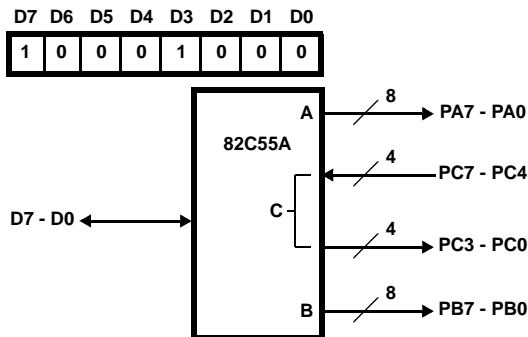 D7 D6 D5 D4 D3 D2 D1 D0
1 0 0 0 1 0 0 0
A 8 PA7 - PA0
82C55A
4 PC7 - PC4
C
D7 - D0
4 PC3 - PC0
B 8 PB7 - PB0